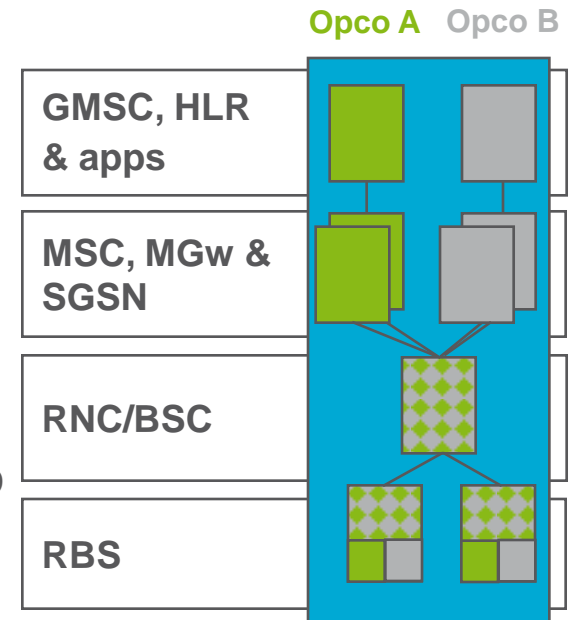 Opco A Opco B
GMSC, HLR
& apps
MSC, MGw &
SGSN
RNC/BSC
)
RBS